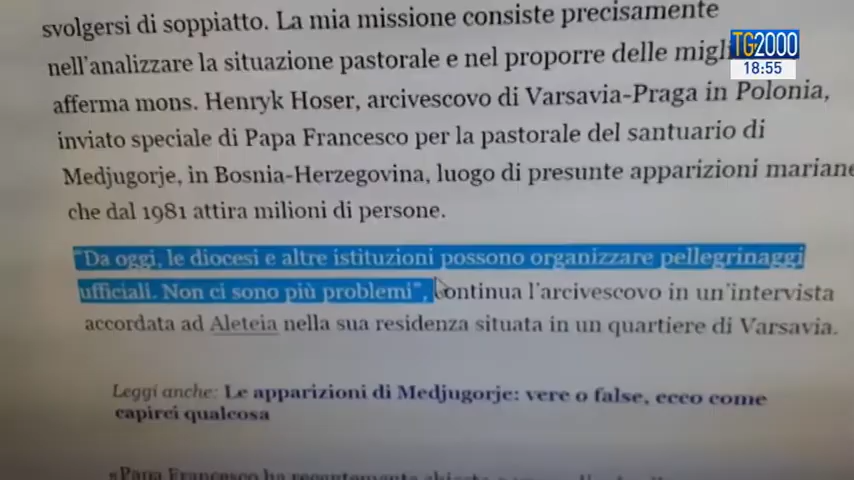 svolgersi di soppiatto. La mia missione consiste precisamente
nell'analizzare la situazione pastorale e nel proporre delle migl
afferma mons. Henryk Hoser, arcivescovo di Varsavia-Praga in Polonia,
inviato speciale di Papa Francesco per la pastorale del santuario di
Medjugorje, in Bosnia-Herzegovina, luogo di presunte apparizioni mariane
che dal 1981 attira milioni di persone.
"Da oggi, le diocesi e altre istituzioni possono organizzare pellegrinaggi
ufficiali. Non ci sono più problemi", continua l'arcivescovo in un'intervista
accordata ad Aleteia nella sua residenza situata in un quartiere di Varsavia.
Leggi anche: Le apparizioni di Medjugorje: vere o false, ecco come
capirci qualcosa
«Papa Francesco ha recentemente
TG2000
18:55